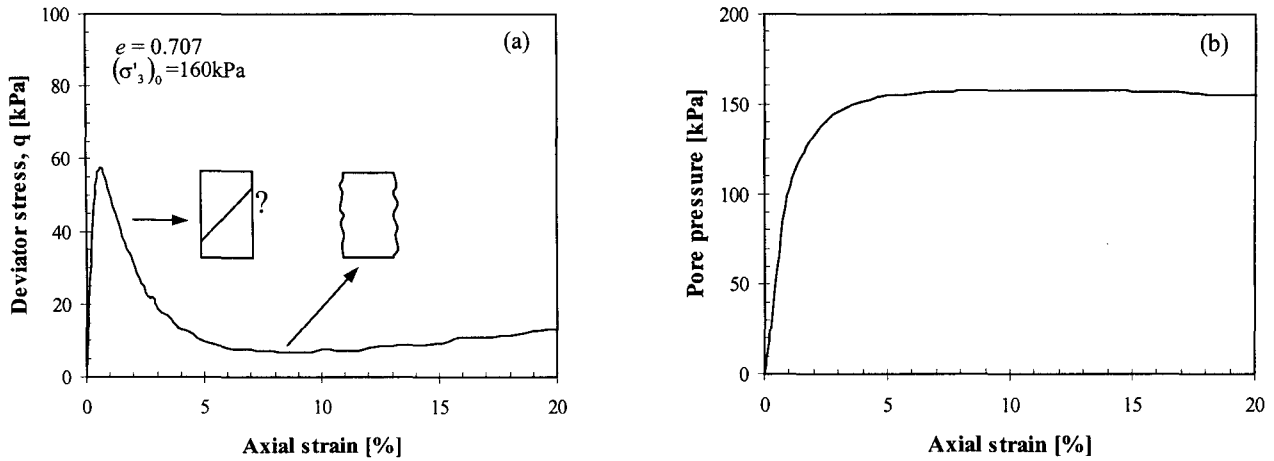 (a)
e = 0.707
(σ'₃)₀ =160kPa
100
80
60
40
20
0
Deviator stress, q [kPa]
?
0 5 10 15 20
Axial strain [%]
(b)
200
150
100
50
0
Pore pressure [kPa]
0 5 10 15 20
Axial strain [%]